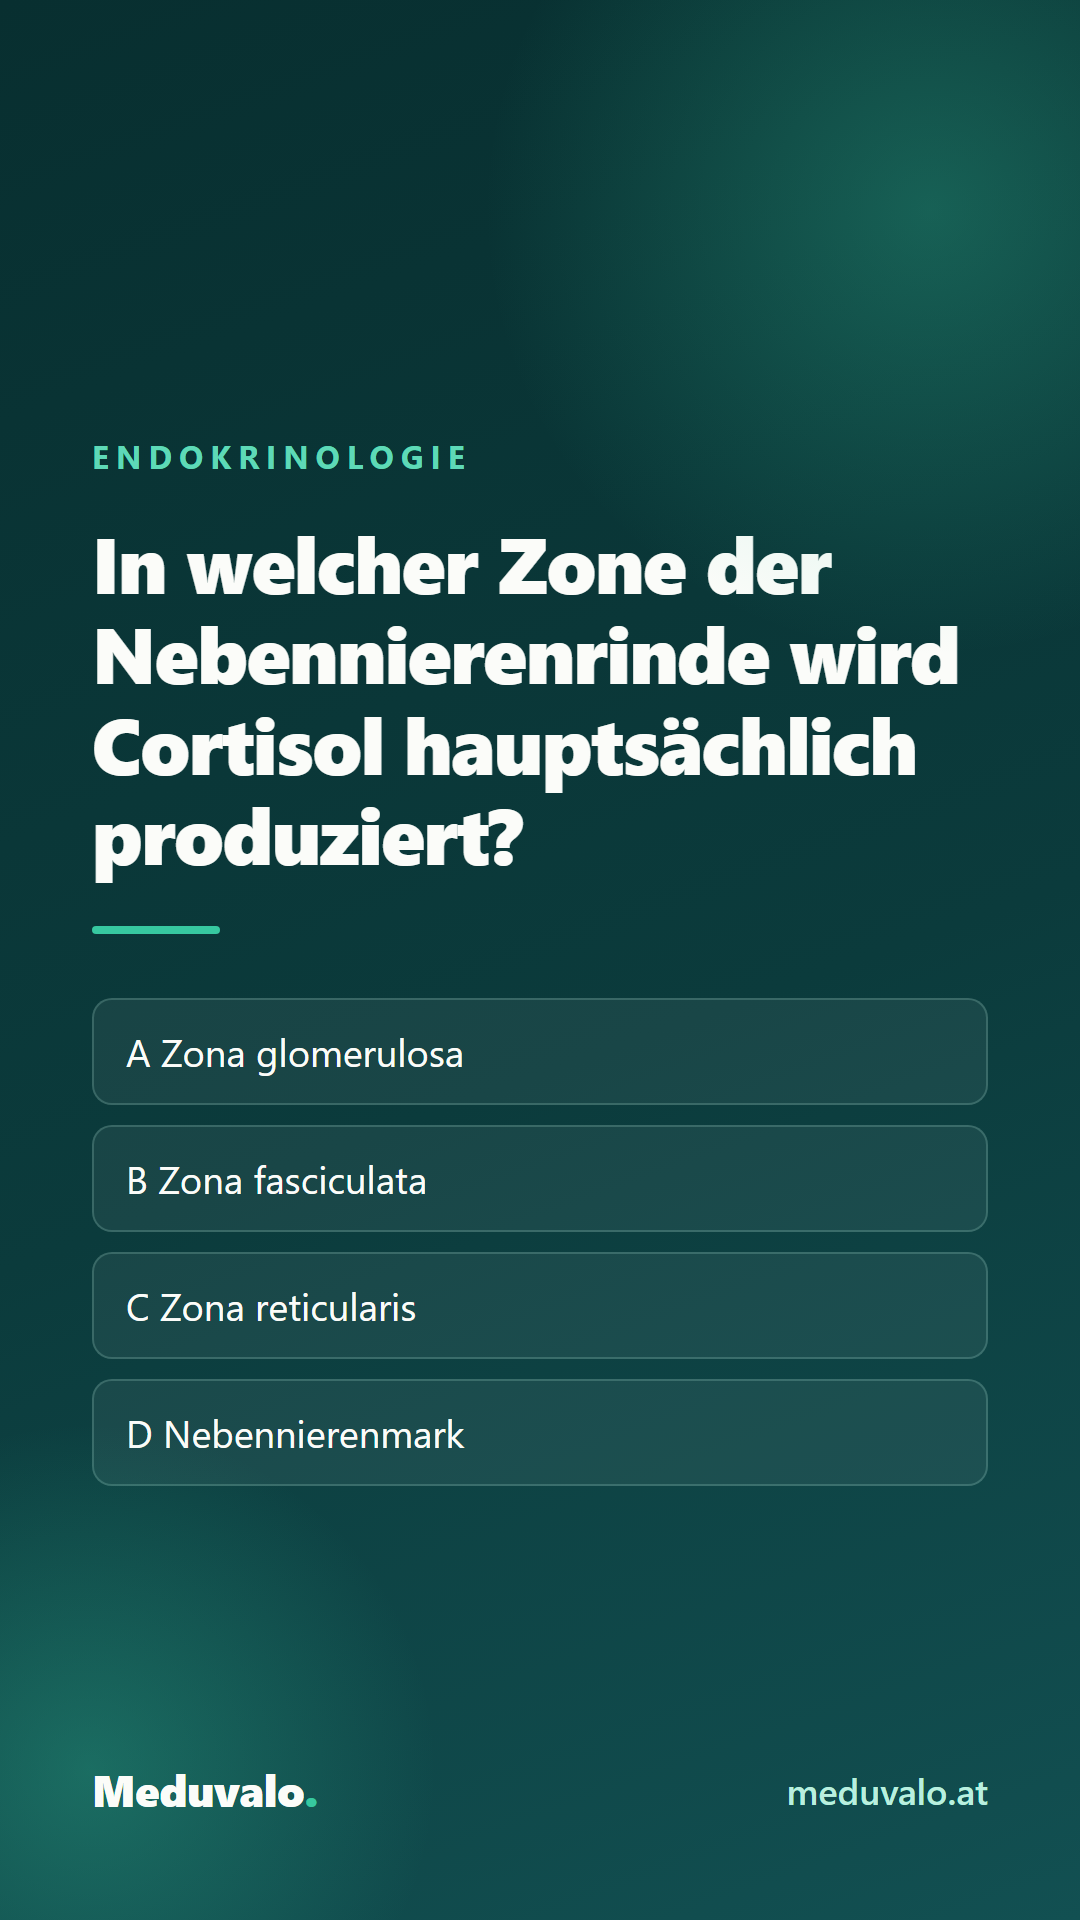 ENDOKRINOLOGIE
In welcher Zone der
Nebennierenrinde wird
Cortisol hauptsächlich
produziert?
A Zona glomerulosa
B Zona fasciculata
C Zona reticularis
D Nebennierenmark
Meduvalo.
meduvalo.at